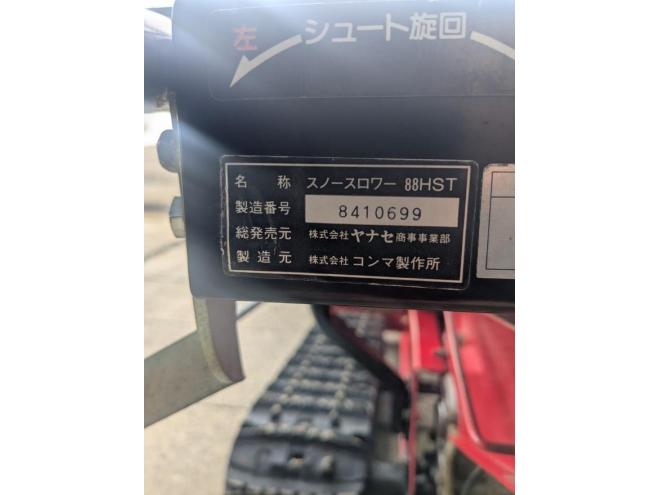 左 シュート旋回
名称 スノースロワー 88HST
製造番号 8410699
総発売元 株式会社 ヤナセ 商事事業部
製造元 株式会社 コンマ製作所